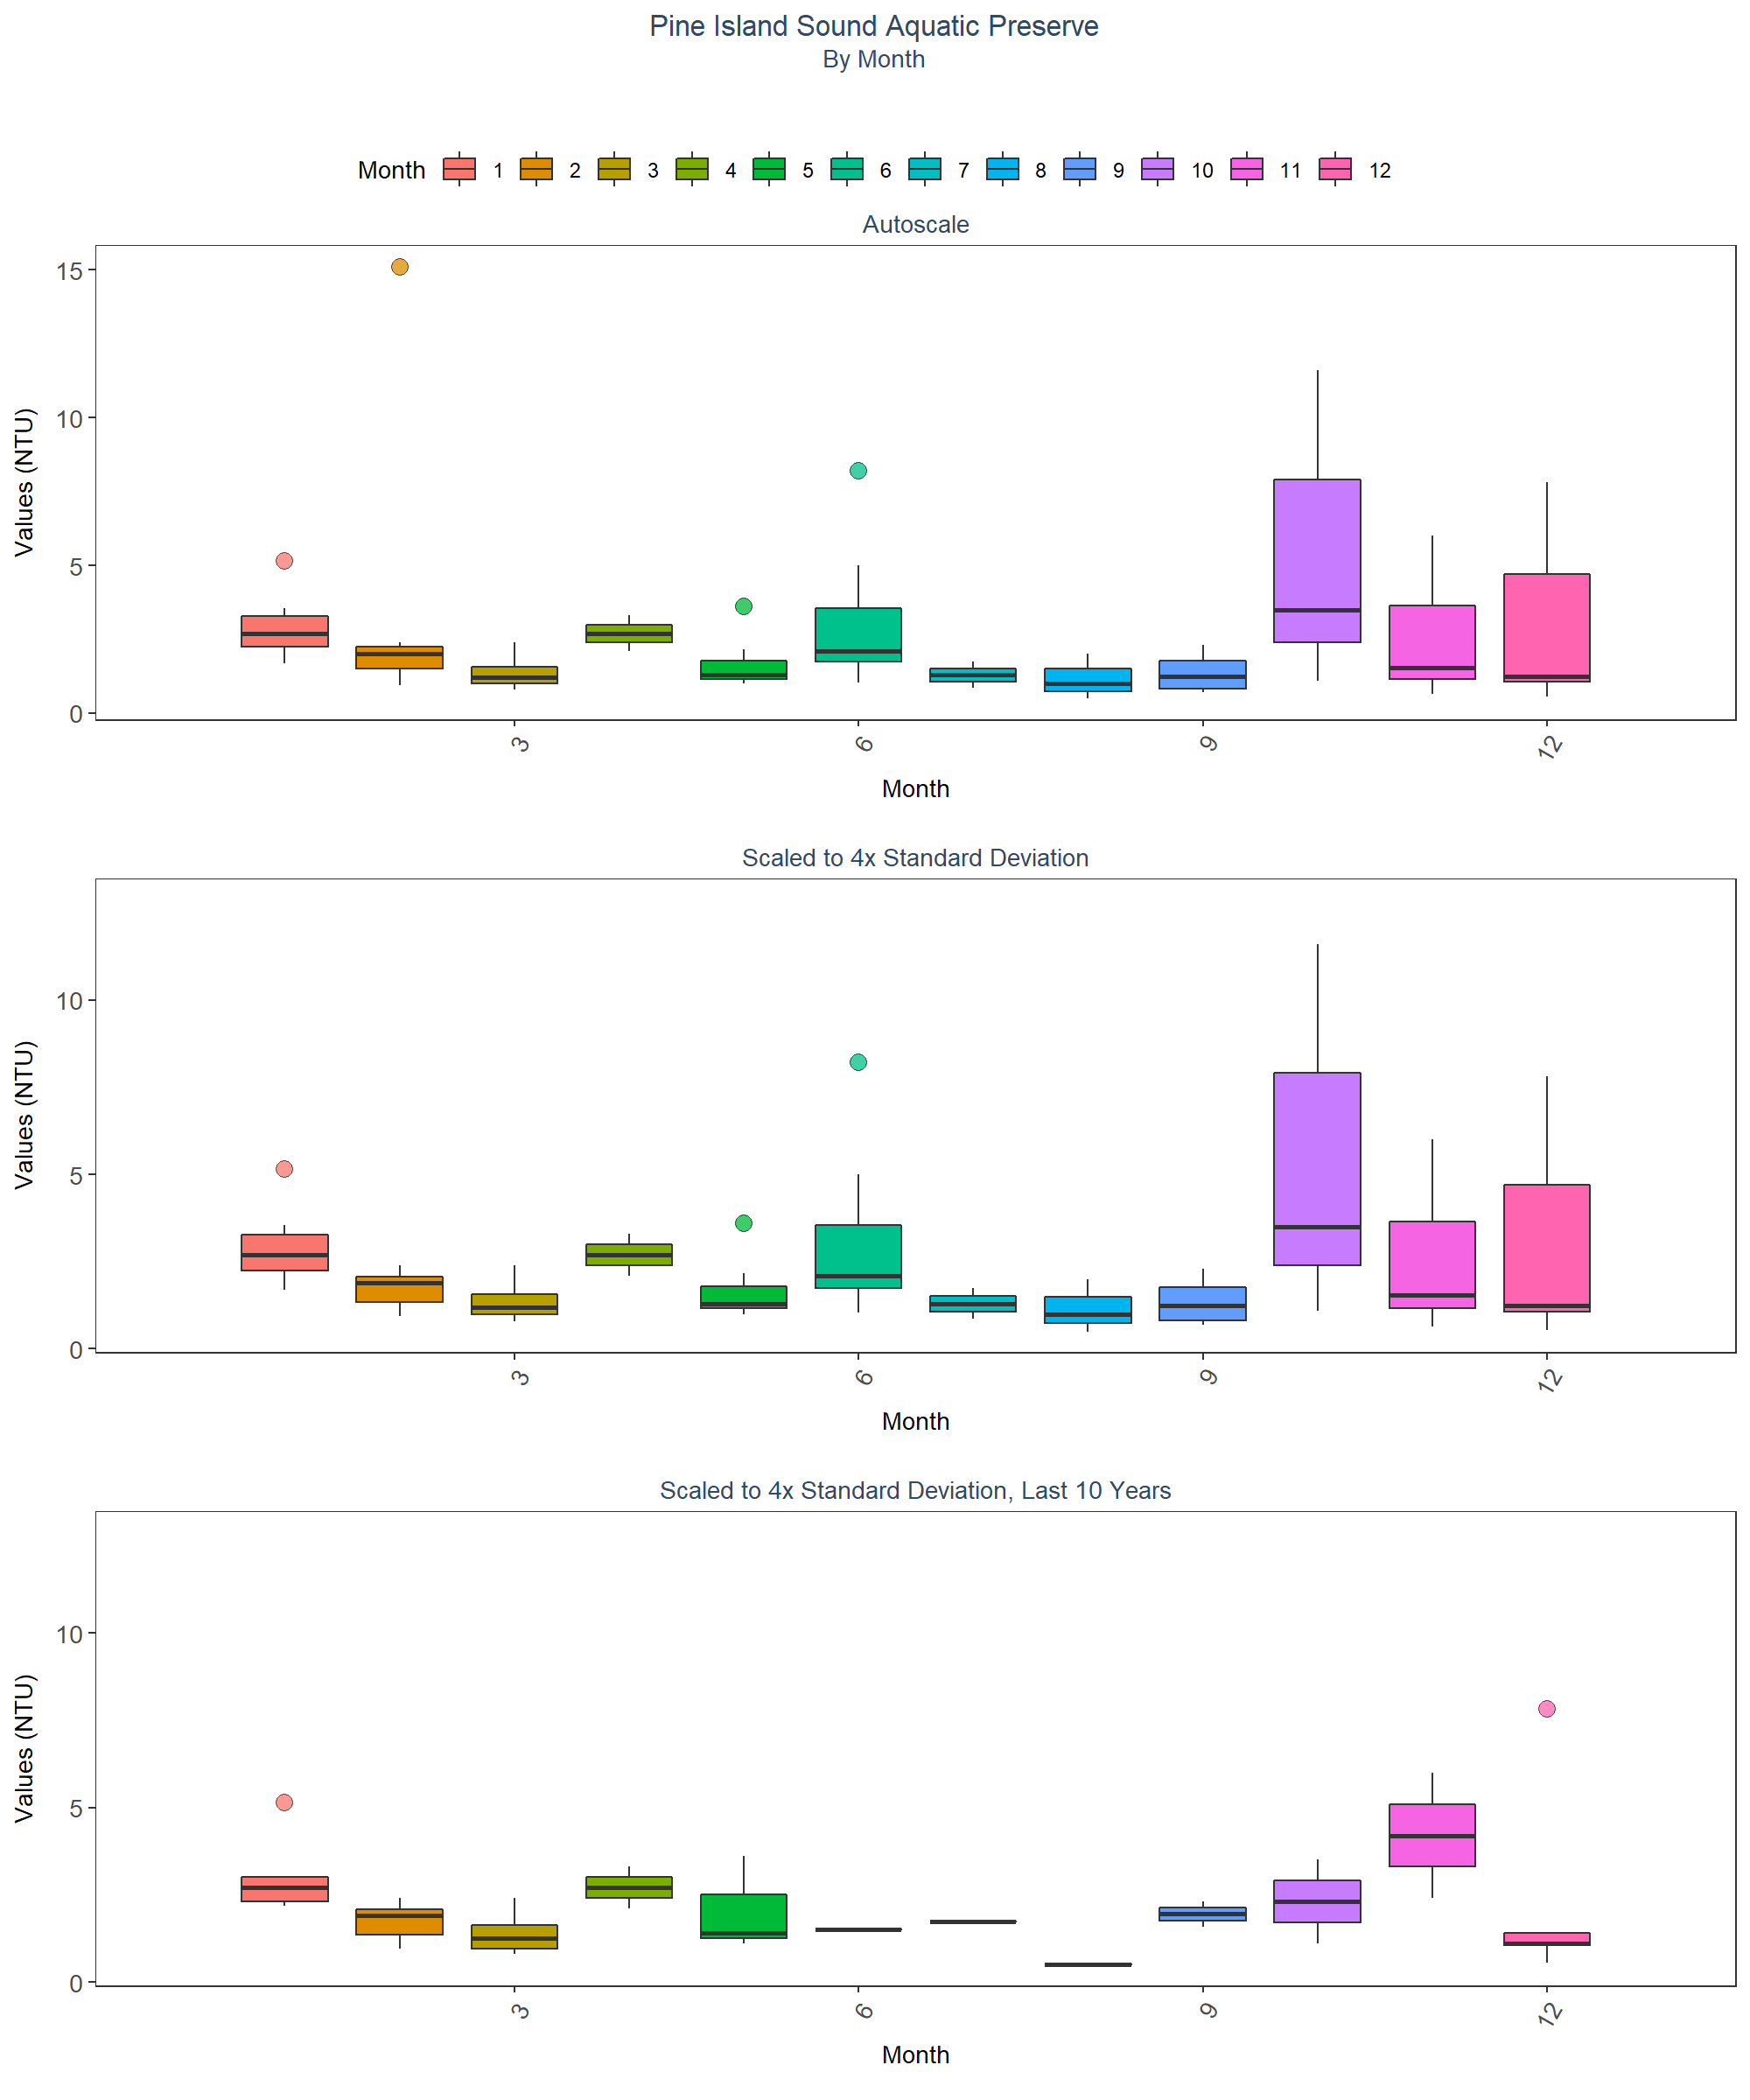 Pine Island Sound Aquatic Preserve
By Month
Month 1 2 3 4 5 6 7 8 9 10 11 12
Autoscale
15
10
5
0
Values (NTU)
3 6 9 12
Month
Scaled to 4x Standard Deviation
10
5
0
Values (NTU)
3 6 9 12
Month
Scaled to 4x Standard Deviation, Last 10 Years
10
5
0
Values (NTU)
3 6 9 12
Month